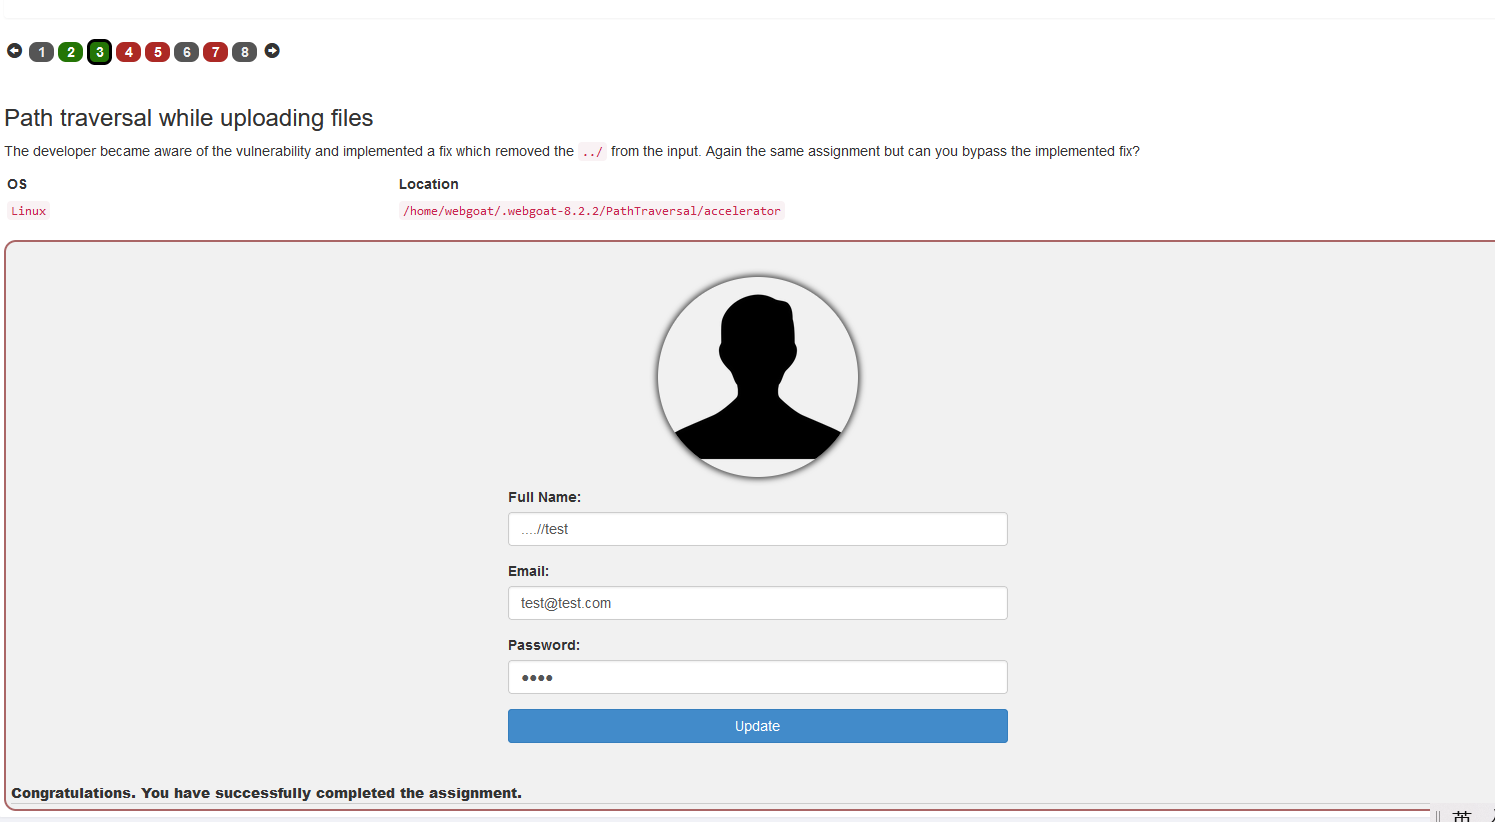 1 2 3 4 5 6 7 8
Path traversal while uploading files
The developer became aware of the vulnerability and implemented a fix which removed the ../ from the input. Again the same assignment but can you bypass the implemented fix?
OS Location
Linux /home/webgoat/.webgoat-8.2.2/PathTraversal/accelerator
Full Name:
....//test
Email:
test@test.com
Password:
••••
Update
Congratulations. You have successfully completed the assignment.
英